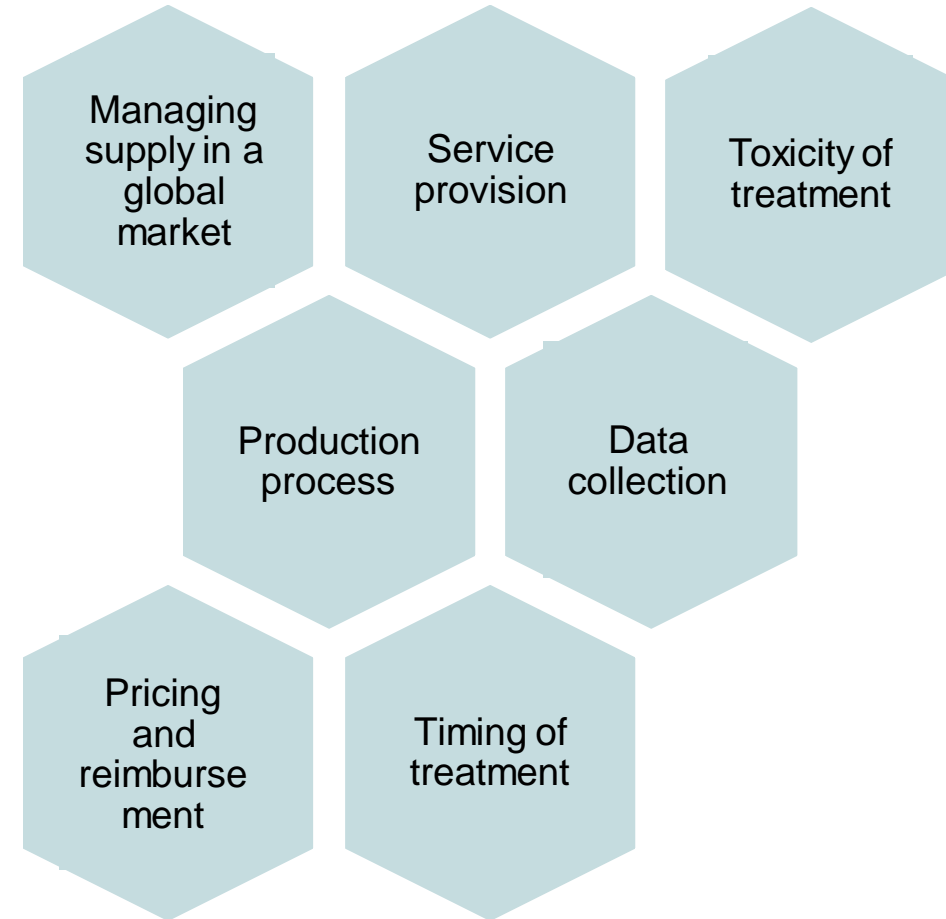 Managing
supply in a
global
market
Service
provision
Toxicity of
treatment
Production
process
Data
collection
Pricing
and
reimburse
ment
Timing of
treatment